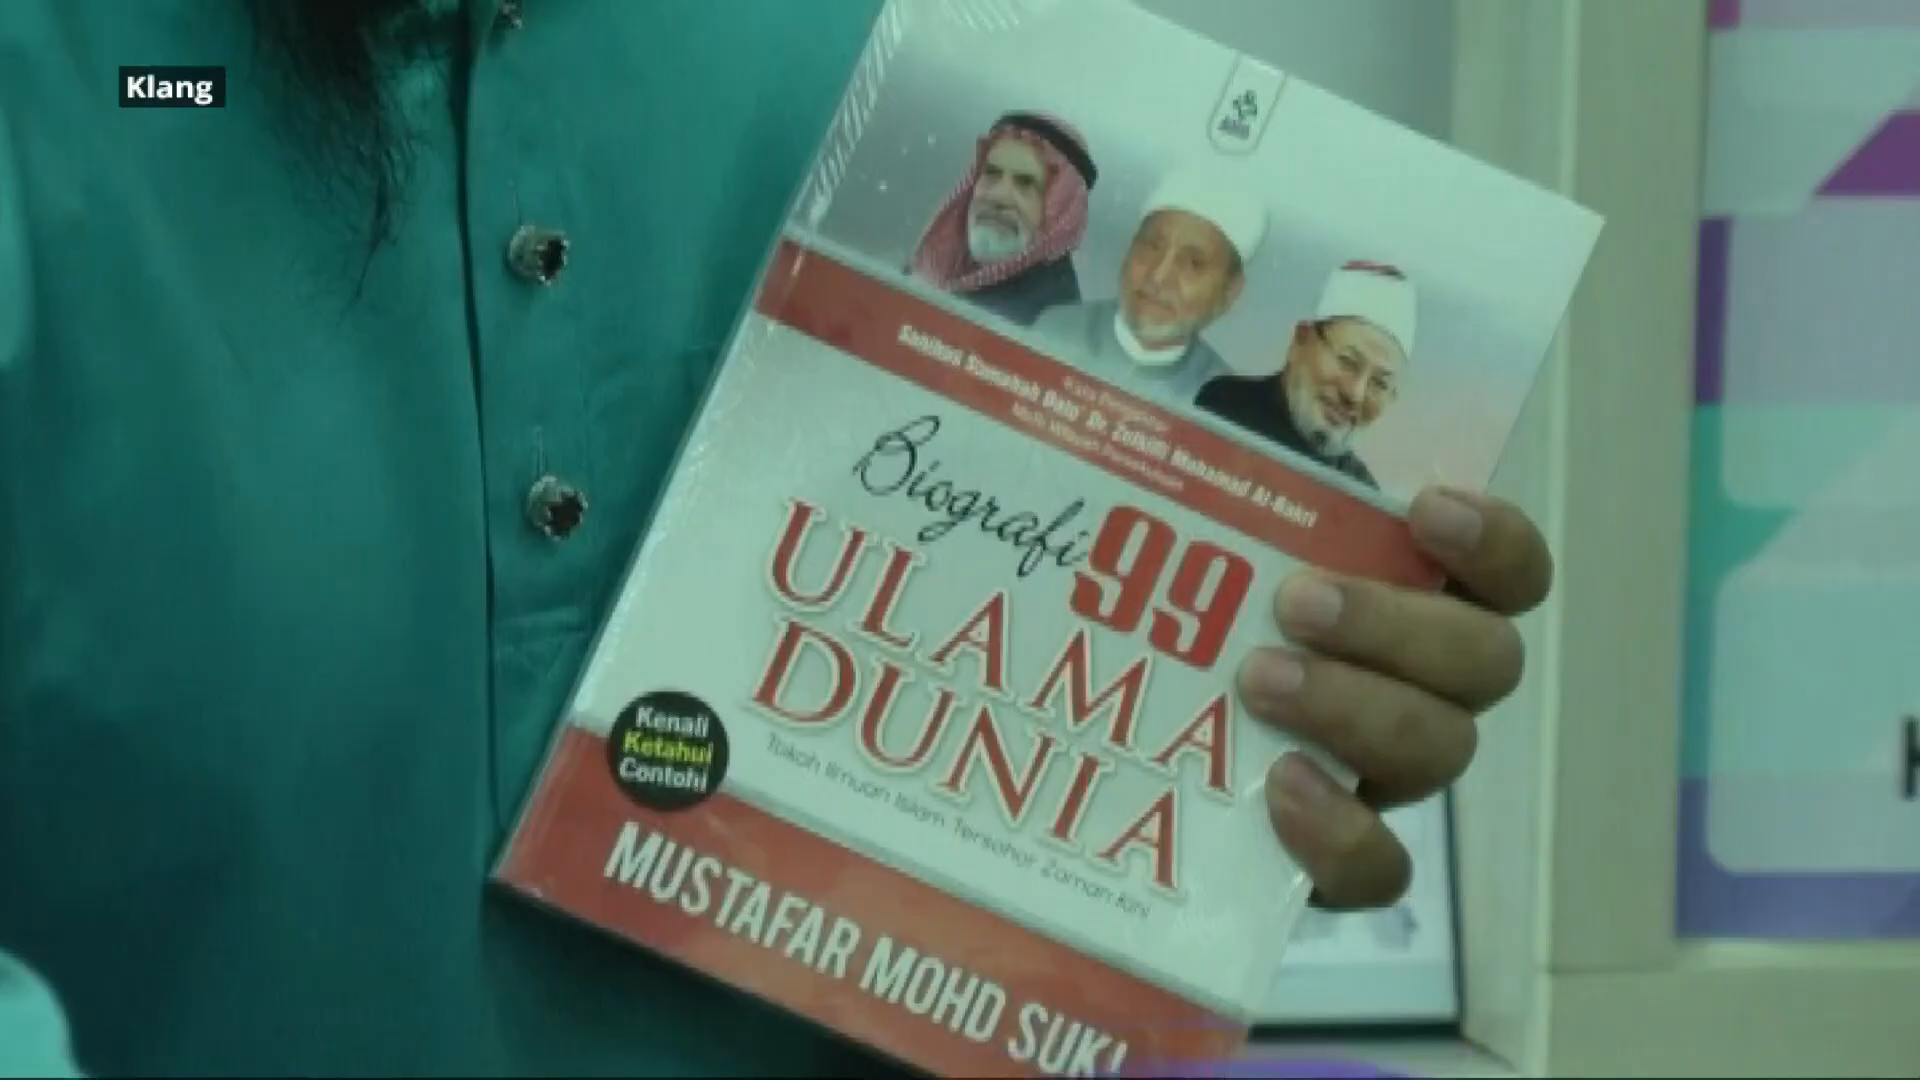 Klang
Kata Pengantar
Sahibus Samahah Dato' Dr. Zulkifli Mohamad Al-Bakri
Mufti Wilayah Persekutuan
Biografi 99
ULAMA
DUNIA
Tokoh Ilmuan Islam Tersohor Zaman Kini
Kenali
Ketahui
Contohi
MUSTAFAR MOHD SUKI